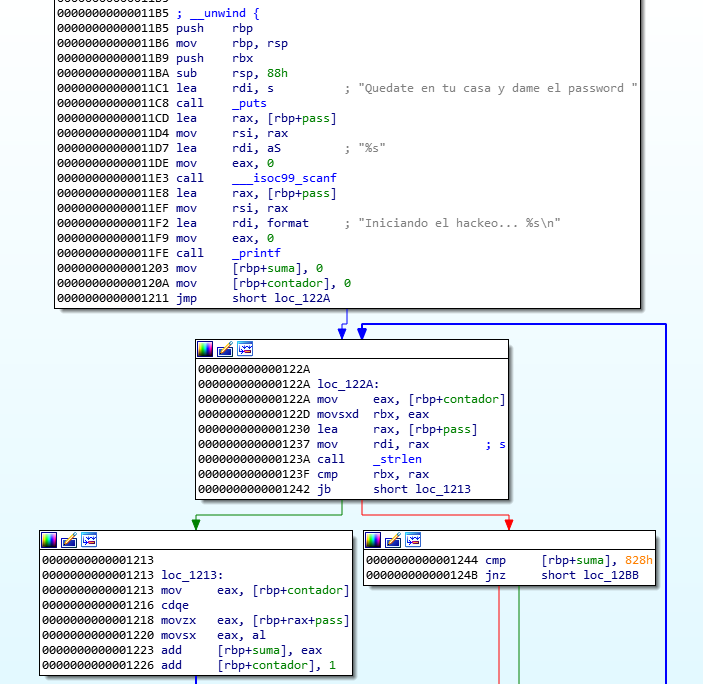 00000000000011B5 ; __unwind {
00000000000011B5 push    rbp
00000000000011B6 mov     rbp, rsp
00000000000011B9 push    rbx
00000000000011BA sub     rsp, 88h
00000000000011C1 lea     rdi, s          ; "Quedate en tu casa y dame el password "
00000000000011C8 call    _puts
00000000000011CD lea     rax, [rbp+pass]
00000000000011D4 mov     rsi, rax
00000000000011D7 lea     rdi, aS         ; "%s"
00000000000011DE mov     eax, 0
00000000000011E3 call    ___isoc99_scanf
00000000000011E8 lea     rax, [rbp+pass]
00000000000011EF mov     rsi, rax
00000000000011F2 lea     rdi, format     ; "Iniciando el hackeo... %s\n"
00000000000011F9 mov     eax, 0
00000000000011FE call    _printf
0000000000001203 mov     [rbp+suma], 0
000000000000120A mov     [rbp+contador], 0
0000000000001211 jmp     short loc_122A
000000000000122A
000000000000122A loc_122A:
000000000000122A mov     eax, [rbp+contador]
000000000000122D movsxd  rbx, eax
0000000000001230 lea     rax, [rbp+pass]
0000000000001237 mov     rdi, rax        ; s
000000000000123A call    _strlen
000000000000123F cmp     rbx, rax
0000000000001242 jb      short loc_1213
0000000000001213
0000000000001213 loc_1213:
0000000000001213 mov     eax, [rbp+contador]
0000000000001216 cdqe
0000000000001218 movzx   eax, [rbp+rax+pass]
0000000000001220 movsx   eax, al
0000000000001223 add     [rbp+suma], eax
0000000000001226 add     [rbp+contador], 1
0000000000001244 cmp     [rbp+suma], 828h
000000000000124B jnz     short loc_12BB